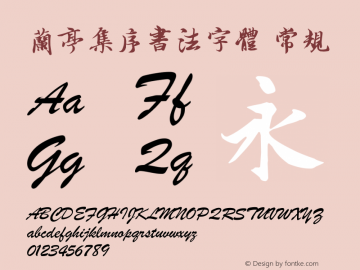 蘭亭集序書法字體 常規
Aa Ff
Gg Qq
永
ABCDEFGHIJKLMNOPQRSTUVWXYZ
abcdefghijklmnopqrstuvwxyz
0123456789
© Design by fontke.com